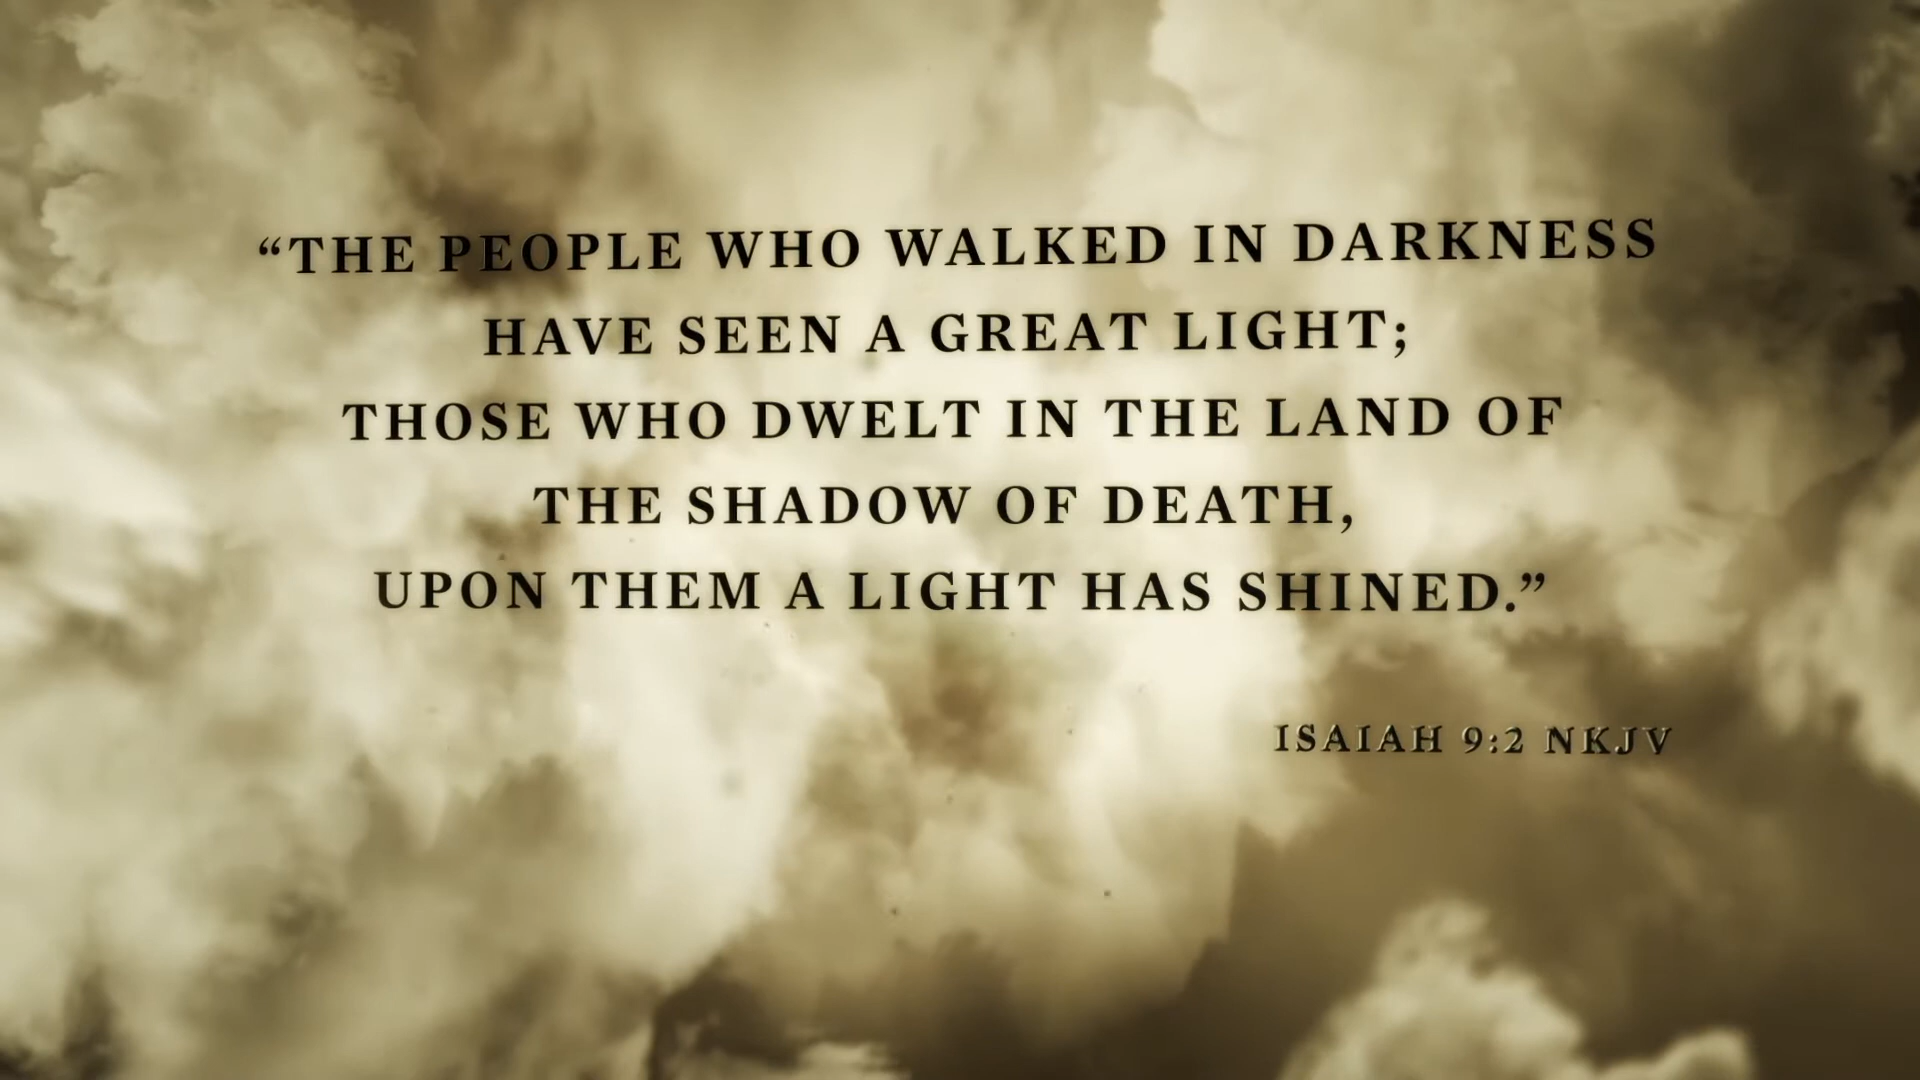 “THE PEOPLE WHO WALKED IN DARKNESS
HAVE SEEN A GREAT LIGHT;
THOSE WHO DWELT IN THE LAND OF
THE SHADOW OF DEATH,
UPON THEM A LIGHT HAS SHINED.”
ISAIAH 9:2 NKJV